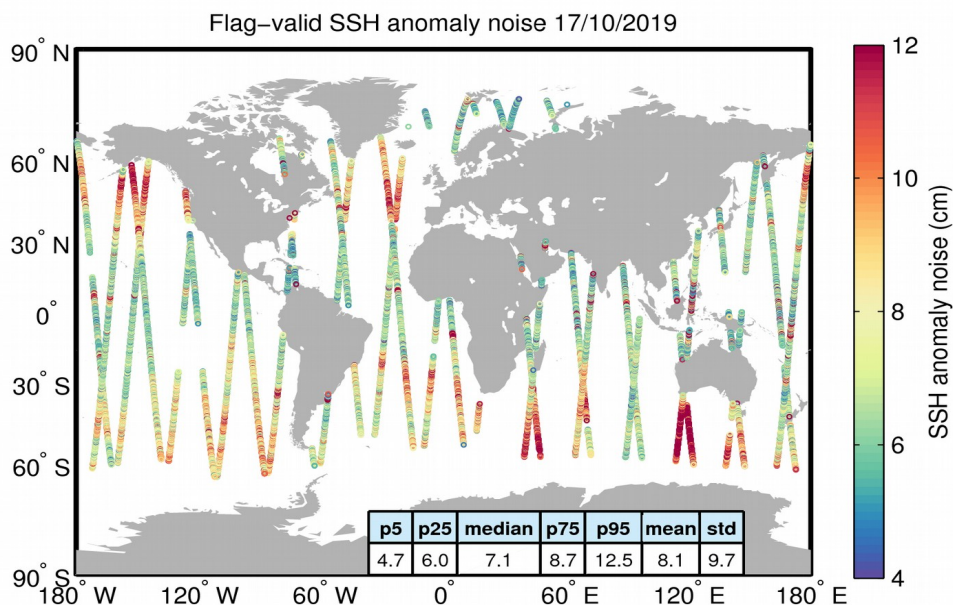 Flag−valid SSH anomaly noise 17/10/2019
90° N
60° N
30° N
0°
30° S
60° S
90° S
180° W 120° W 60° W 0° 60° E 120° E 180° E
p5 p25 median p75 p95 mean std
4.7 6.0 7.1 8.7 12.5 8.1 9.7
12
10
8
6
4
SSH anomaly noise (cm)